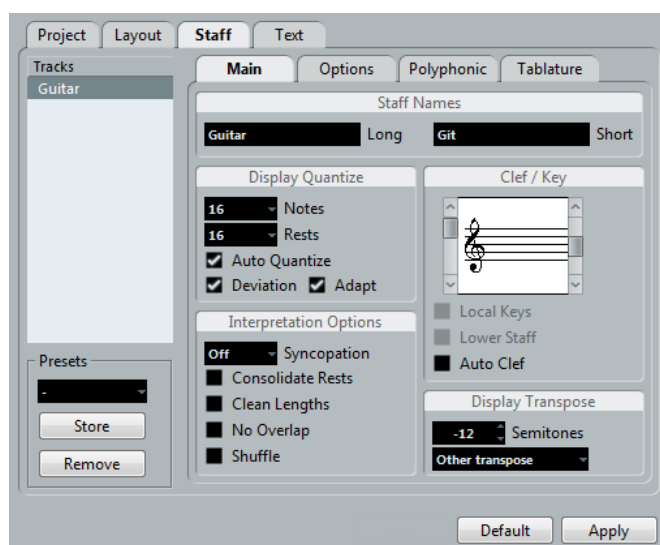 Project Layout Staff Text
Tracks
Guitar
Main Options Polyphonic Tablature
Staff Names
Guitar Long Git Short
Display Quantize
16 Notes
16 Rests
Auto Quantize
Deviation Adapt
Interpretation Options
Off Syncopation
Consolidate Rests
Clean Lengths
No Overlap
Shuffle
Clef / Key
Local Keys
Lower Staff
Auto Clef
Display Transpose
-12 Semitones
Other transpose
Presets
-
Store
Remove
Default Apply